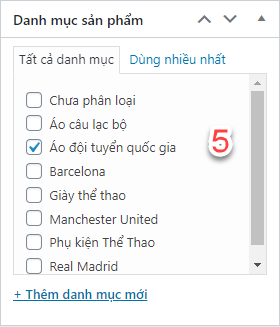 Danh mục sản phẩm
Tất cả danh mục Dùng nhiều nhất
Chưa phân loại
Áo câu lạc bộ
Áo đội tuyển quốc gia
5
Barcelona
Giày thể thao
Manchester United
Phụ kiện Thể Thao
Real Madrid
+ Thêm danh mục mới